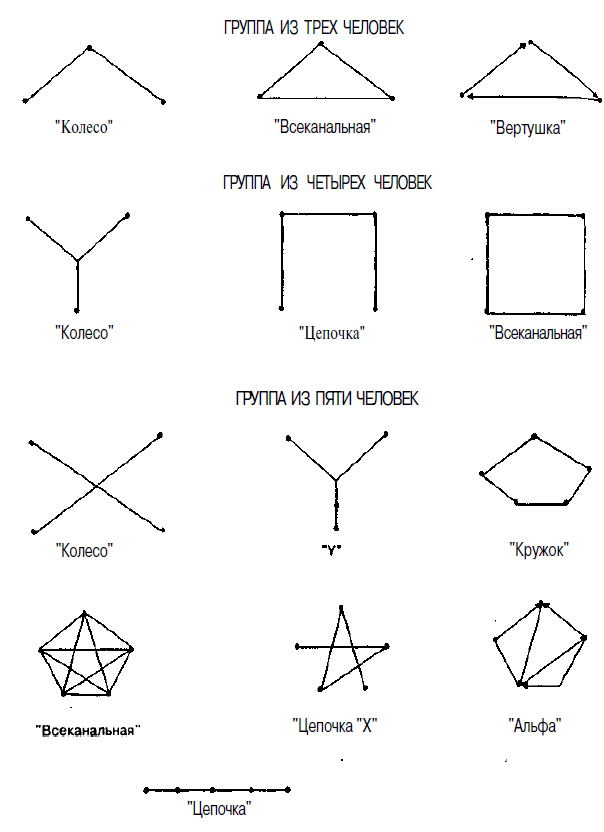 ГРУППА ИЗ ТРЕХ ЧЕЛОВЕК
"Колесо" "Всеканальная" "Вертушка"
ГРУППА ИЗ ЧЕТЫРЕХ ЧЕЛОВЕК
"Колесо" "Цепочка" "Всеканальная"
ГРУППА ИЗ ПЯТИ ЧЕЛОВЕК
"Колесо" "Y" "Кружок"
"Всеканальная" "Цепочка "X" "Альфа"
"Цепочка"